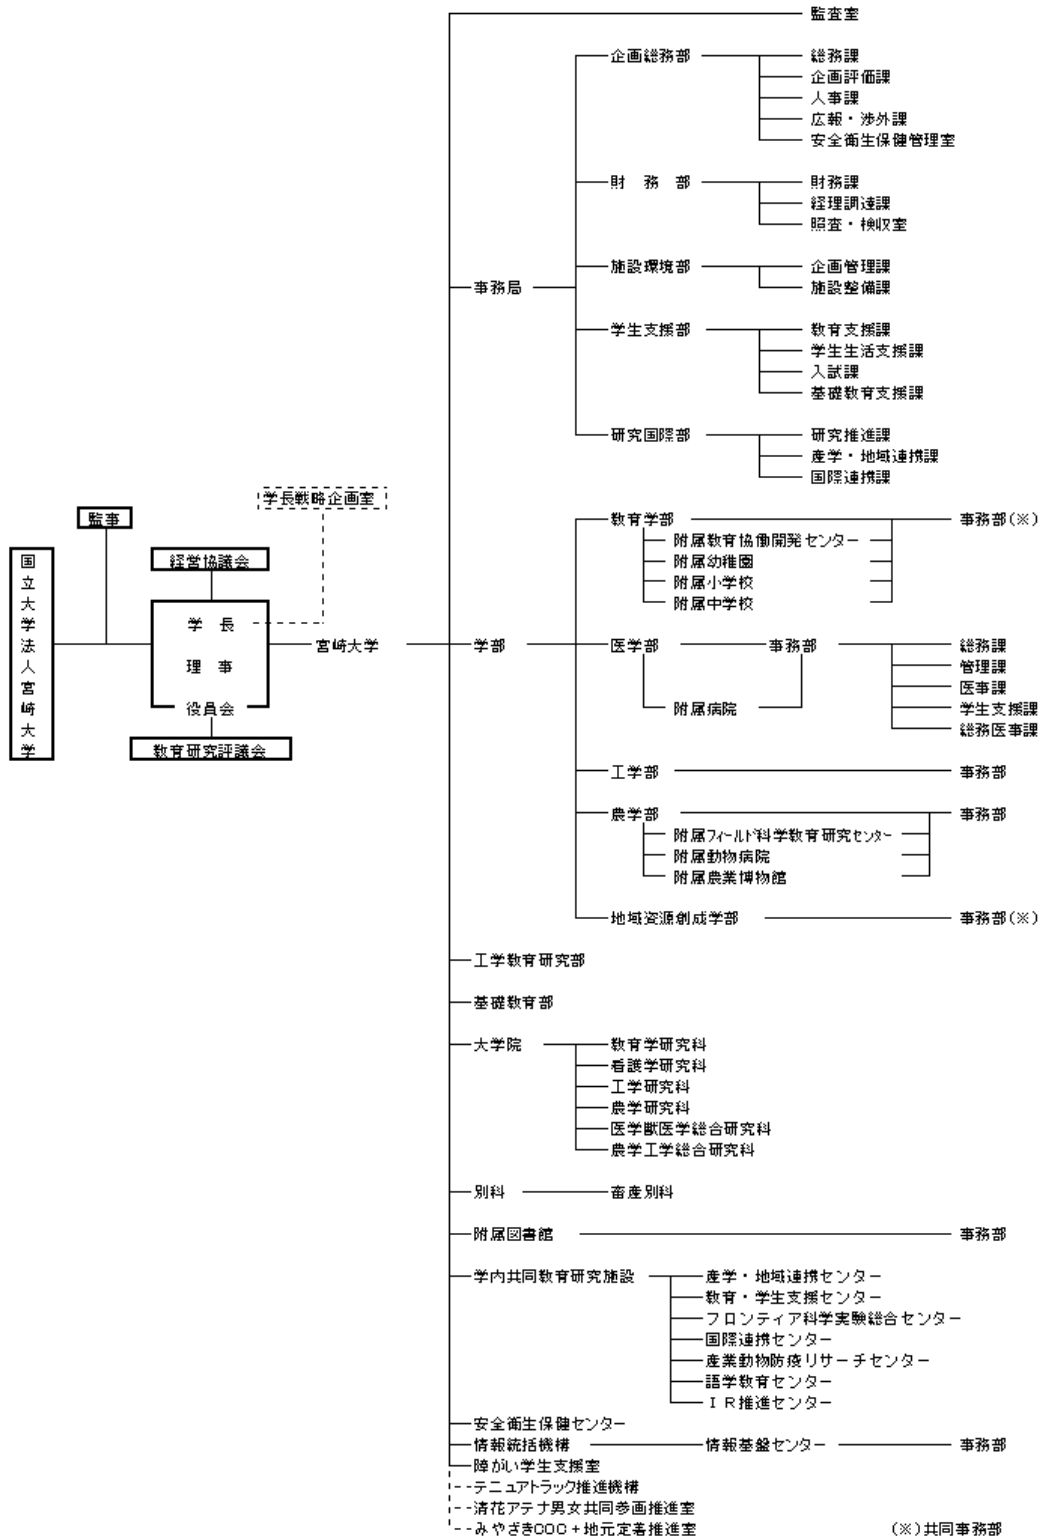 監査室
企画総務部 総務課
企画評価課
人事課
広報・渉外課
安全衛生保健管理室
財　務　部 財務課
経理調達課
照査・検収室
施設環境部 企画管理課
事務局 施設整備課
学生支援部 教育支援課
学生生活支援課
入試課
基礎教育支援課
研究国際部 研究推進課
産学・地域連携課
国際連携課
学長戦略企画室
監事
教育学部 事務部(※)
附属教育協働開発センター
国立大学法人宮崎大学
経営協議会
附属幼稚園
附属小学校
附属中学校
学　長
宮崎大学 学部 医学部 事務部 総務課
理　事
管理課
医事課
役員会
附属病院 学生支援課
総務医事課
教育研究評議会
工学部 事務部
農学部 事務部
附属フィールド科学教育研究センター
附属動物病院
附属農業博物館
地域資源創成学部 事務部(※)
工学教育研究部
基礎教育部
大学院 教育学研究科
看護学研究科
工学研究科
農学研究科
医学獣医学総合研究科
農学工学総合研究科
別科 畜産別科
附属図書館 事務部
学内共同教育研究施設 産学・地域連携センター
教育・学生支援センター
フロンティア科学実験総合センター
国際連携センター
産業動物防疫リサーチセンター
語学教育センター
ＩＲ推進センター
安全衛生保健センター
情報統括機構 情報基盤センター 事務部
障がい学生支援室
テニュアトラック推進機構
清花アテナ男女共同参画推進室
みやざきCOC＋地元定着推進室 (※)共同事務部